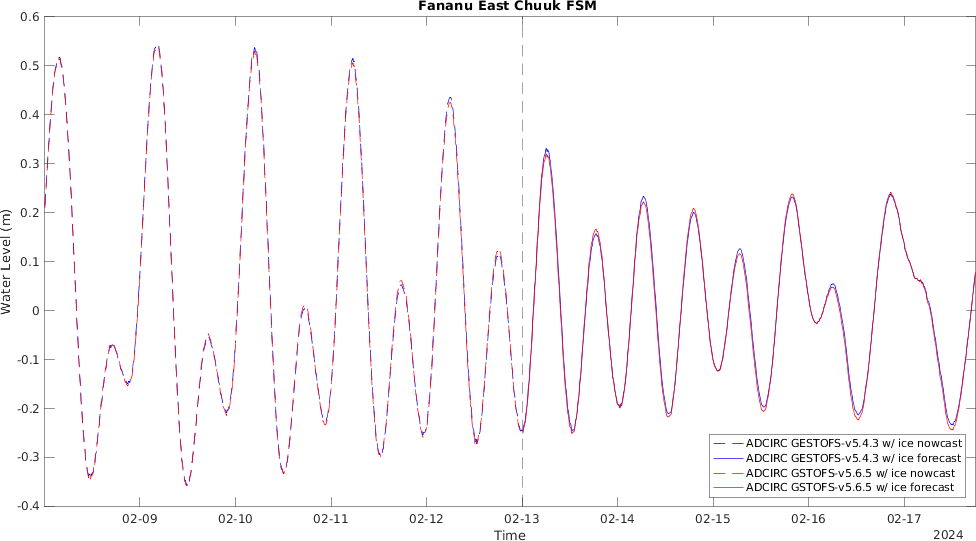 Fananu East Chuuk FSM
0.6
0.5
0.4
0.3
0.2
0.1
0
-0.1
-0.2
-0.3
-0.4
Water Level (m)
ADCIRC GESTOFS-v5.4.3 w/ ice nowcast
ADCIRC GESTOFS-v5.4.3 w/ ice forecast
ADCIRC GSTOFS-v5.6.5 w/ ice nowcast
ADCIRC GSTOFS-v5.6.5 w/ ice forecast
02-09 02-10 02-11 02-12 02-13 02-14 02-15 02-16 02-17
Time
2024